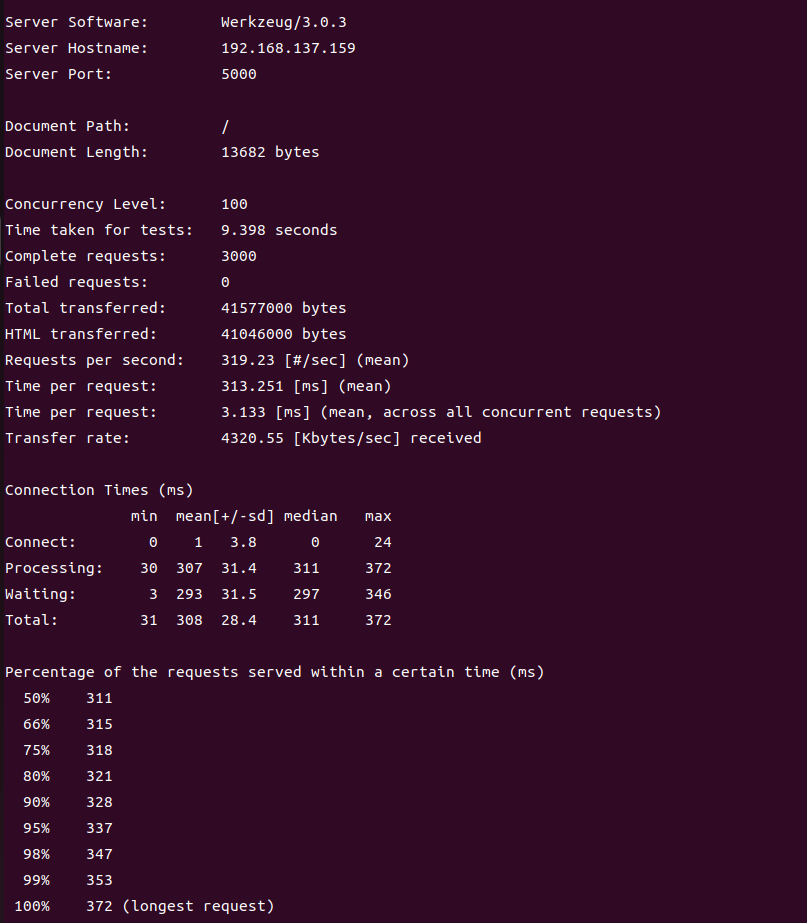 Server Software:        Werkzeug/3.0.3
Server Hostname:        192.168.137.159
Server Port:            5000

Document Path:          /
Document Length:        13682 bytes

Concurrency Level:      100
Time taken for tests:   9.398 seconds
Complete requests:      3000
Failed requests:        0
Total transferred:      41577000 bytes
HTML transferred:       41046000 bytes
Requests per second:    319.23 [#/sec] (mean)
Time per request:       313.251 [ms] (mean)
Time per request:       3.133 [ms] (mean, across all concurrent requests)
Transfer rate:          4320.55 [Kbytes/sec] received

Connection Times (ms)
              min  mean[+/-sd] median   max
Connect:        0    1   3.8      0      24
Processing:    30  307  31.4    311     372
Waiting:        3  293  31.5    297     346
Total:         31  308  28.4    311     372

Percentage of the requests served within a certain time (ms)
  50%    311
  66%    315
  75%    318
  80%    321
  90%    328
  95%    337
  98%    347
  99%    353
 100%    372 (longest request)